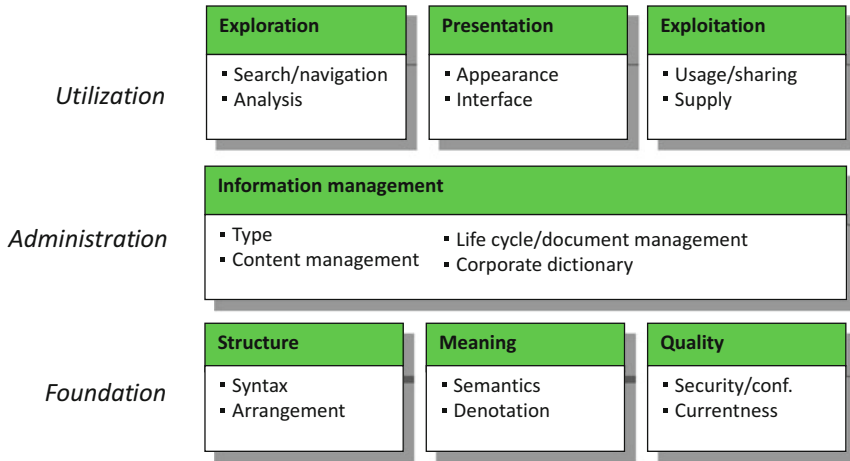 Utilization
Exploration
▪ Search/navigation
▪ Analysis
Presentation
▪ Appearance
▪ Interface
Exploitation
▪ Usage/sharing
▪ Supply
Administration
Information management
▪ Type
▪ Content management
▪ Life cycle/document management
▪ Corporate dictionary
Foundation
Structure
▪ Syntax
▪ Arrangement
Meaning
▪ Semantics
▪ Denotation
Quality
▪ Security/conf.
▪ Currentness